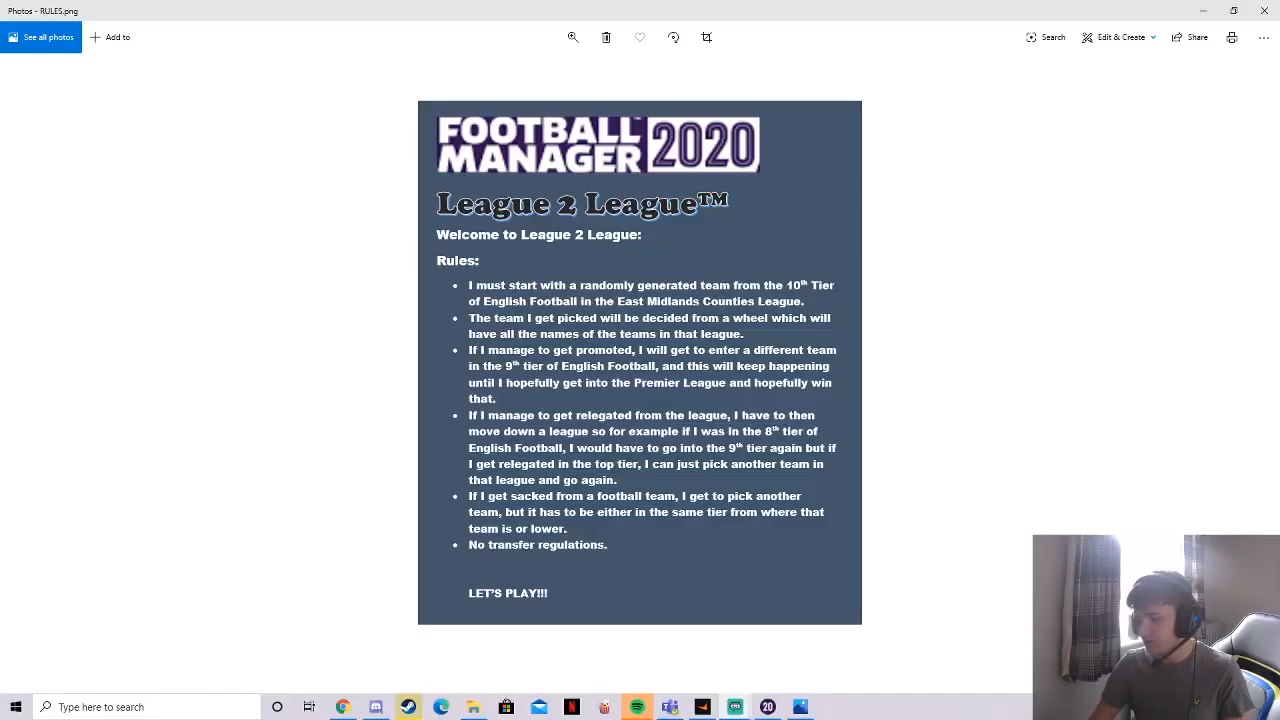 Photos - RULES.png
See all photos
Add to
Search
Edit & Create
Share
FOOTBALL
MANAGER 2020
League 2 League™
Welcome to League 2 League:
Rules:
• I must start with a randomly generated team from the 10th Tier
of English Football in the East Midlands Counties League.
• The team I get picked will be decided from a wheel which will
have all the names of the teams in that league.
• If I manage to get promoted, I will get to enter a different team
in the 9th tier of English Football, and this will keep happening
until I hopefully get into the Premier League and hopefully win
that.
• If I manage to get relegated from the league, I have to then
move down a league so for example if I was in the 8th tier of
English Football, I would have to go into the 9th tier again but if
I get relegated in the top tier, I can just pick another team in
that league and go again.
• If I get sacked from a football team, I get to pick another
team, but it has to be either in the same tier from where that
team is or lower.
• No transfer regulations.
LET'S PLAY!!!
Type here to search
20